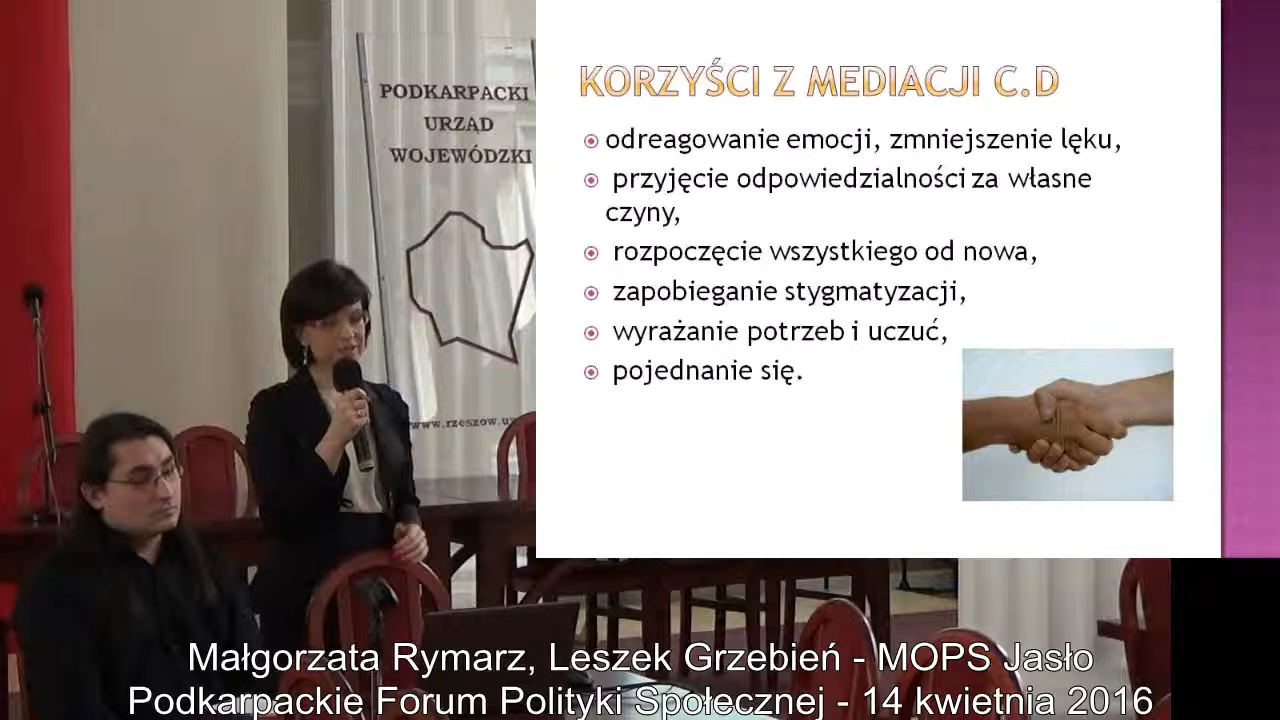 PODKARPACKI
URZĄD
WOJEWÓDZKI
www.rzeszow.u
KORZYŚCI Z MEDIACJI C.D
odreagowanie emocji, zmniejszenie lęku,
przyjęcie odpowiedzialności za własne
czyny,
rozpoczęcie wszystkiego od nowa,
zapobieganie stygmatyzacji,
wyrażanie potrzeb i uczuć,
pojednanie się.
Małgorzata Rymarz, Leszek Grzebień - MOPS Jasło
Podkarpackie Forum Polityki Społecznej - 14 kwietnia 2016